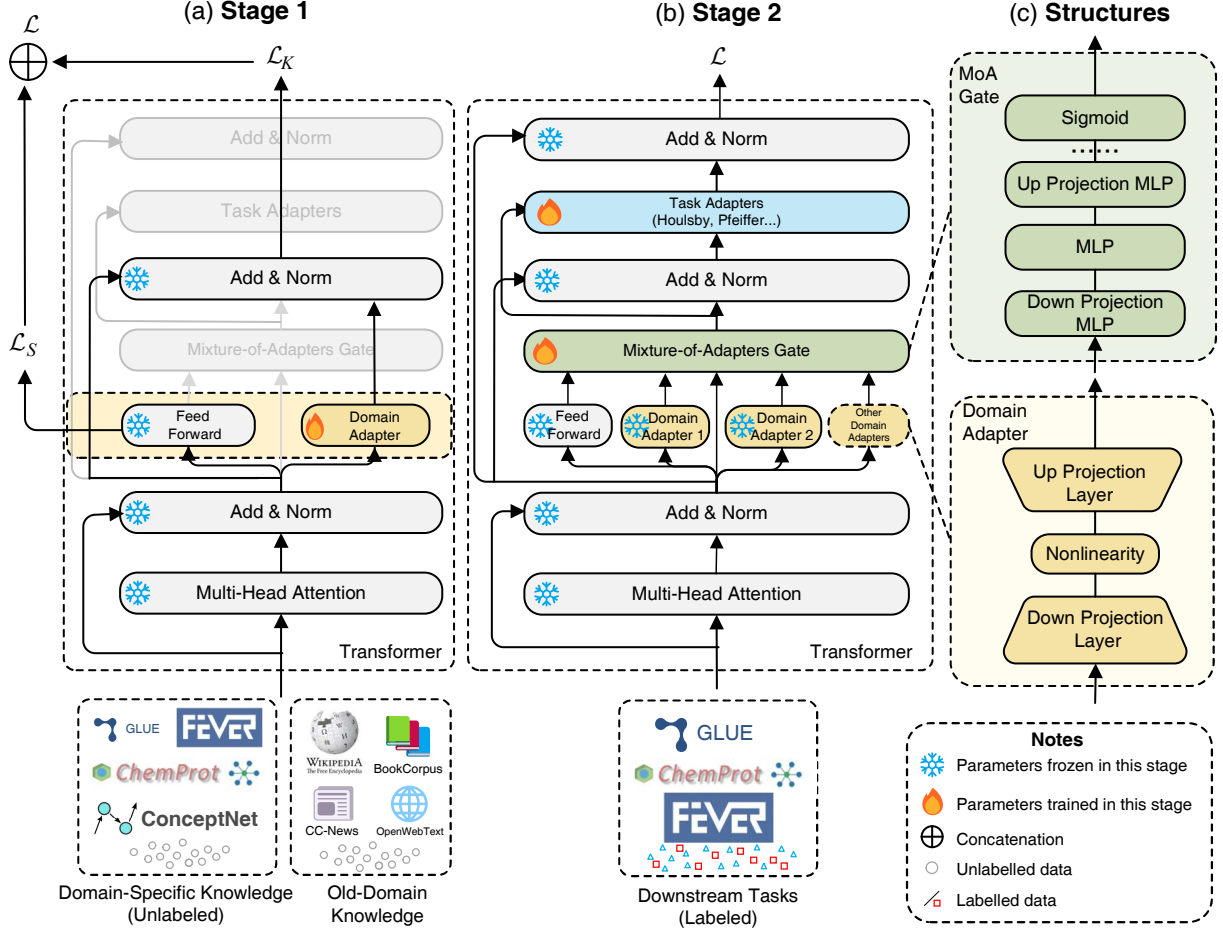 (a) Stage 1
ℒ
ℒ_K
Add & Norm
Task Adapters
Add & Norm
Mixture-of-Adapters Gate
ℒ_S
Feed
Forward
Domain
Adapter
Add & Norm
Multi-Head Attention
Transformer
GLUE
FEVER
ChemProt
ConceptNet
Domain-Specific Knowledge
(Unlabeled)
WIKIPEDIA
The Free Encyclopedia
BookCorpus
CC-News
OpenWebText
Old-Domain
Knowledge
(b) Stage 2
ℒ
Add & Norm
Task Adapters
(Houlsby, Pfeiffer...)
Add & Norm
Mixture-of-Adapters Gate
Feed
Forward
Domain
Adapter 1
Domain
Adapter 2
Other
Domain
Adapters
Add & Norm
Multi-Head Attention
Transformer
GLUE
ChemProt
FEVER
Downstream Tasks
(Labeled)
(c) Structures
MoA
Gate
Sigmoid
......
Up Projection MLP
MLP
Down Projection
MLP
Domain
Adapter
Up Projection
Layer
Nonlinearity
Down Projection
Layer
Notes
Parameters frozen in this stage
Parameters trained in this stage
Concatenation
Unlabelled data
Labelled data